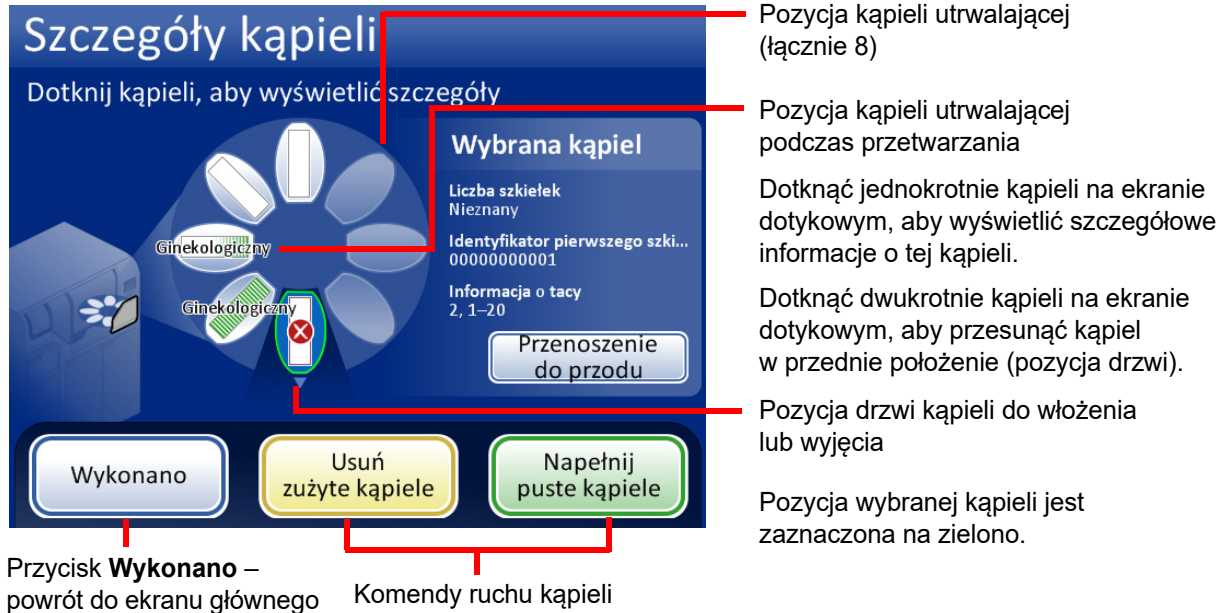 Szczegóły kąpieli
Dotknij kąpieli, aby wyświetlić szczegóły
Ginekologiczny
Ginekologiczny
Wybrana kąpiel
Liczba szkiełek
Nieznany
Identyfikator pierwszego szki...
00000000001
Informacja o tacy
2, 1–20
Przenoszenie
do przodu
Wykonano
Usuń
zużyte kąpiele
Napełnij
puste kąpiele
Pozycja kąpieli utrwalającej
(łącznie 8)
Pozycja kąpieli utrwalającej
podczas przetwarzania
Dotknąć jednokrotnie kąpieli na ekranie
dotykowym, aby wyświetlić szczegółowe
informacje o tej kąpieli.
Dotknąć dwukrotnie kąpieli na ekranie
dotykowym, aby przesunąć kąpiel
w przednie położenie (pozycja drzwi).
Pozycja drzwi kąpieli do włożenia
lub wyjęcia
Pozycja wybranej kąpieli jest
zaznaczona na zielono.
Przycisk Wykonano –
powrót do ekranu głównego
Komendy ruchu kąpieli